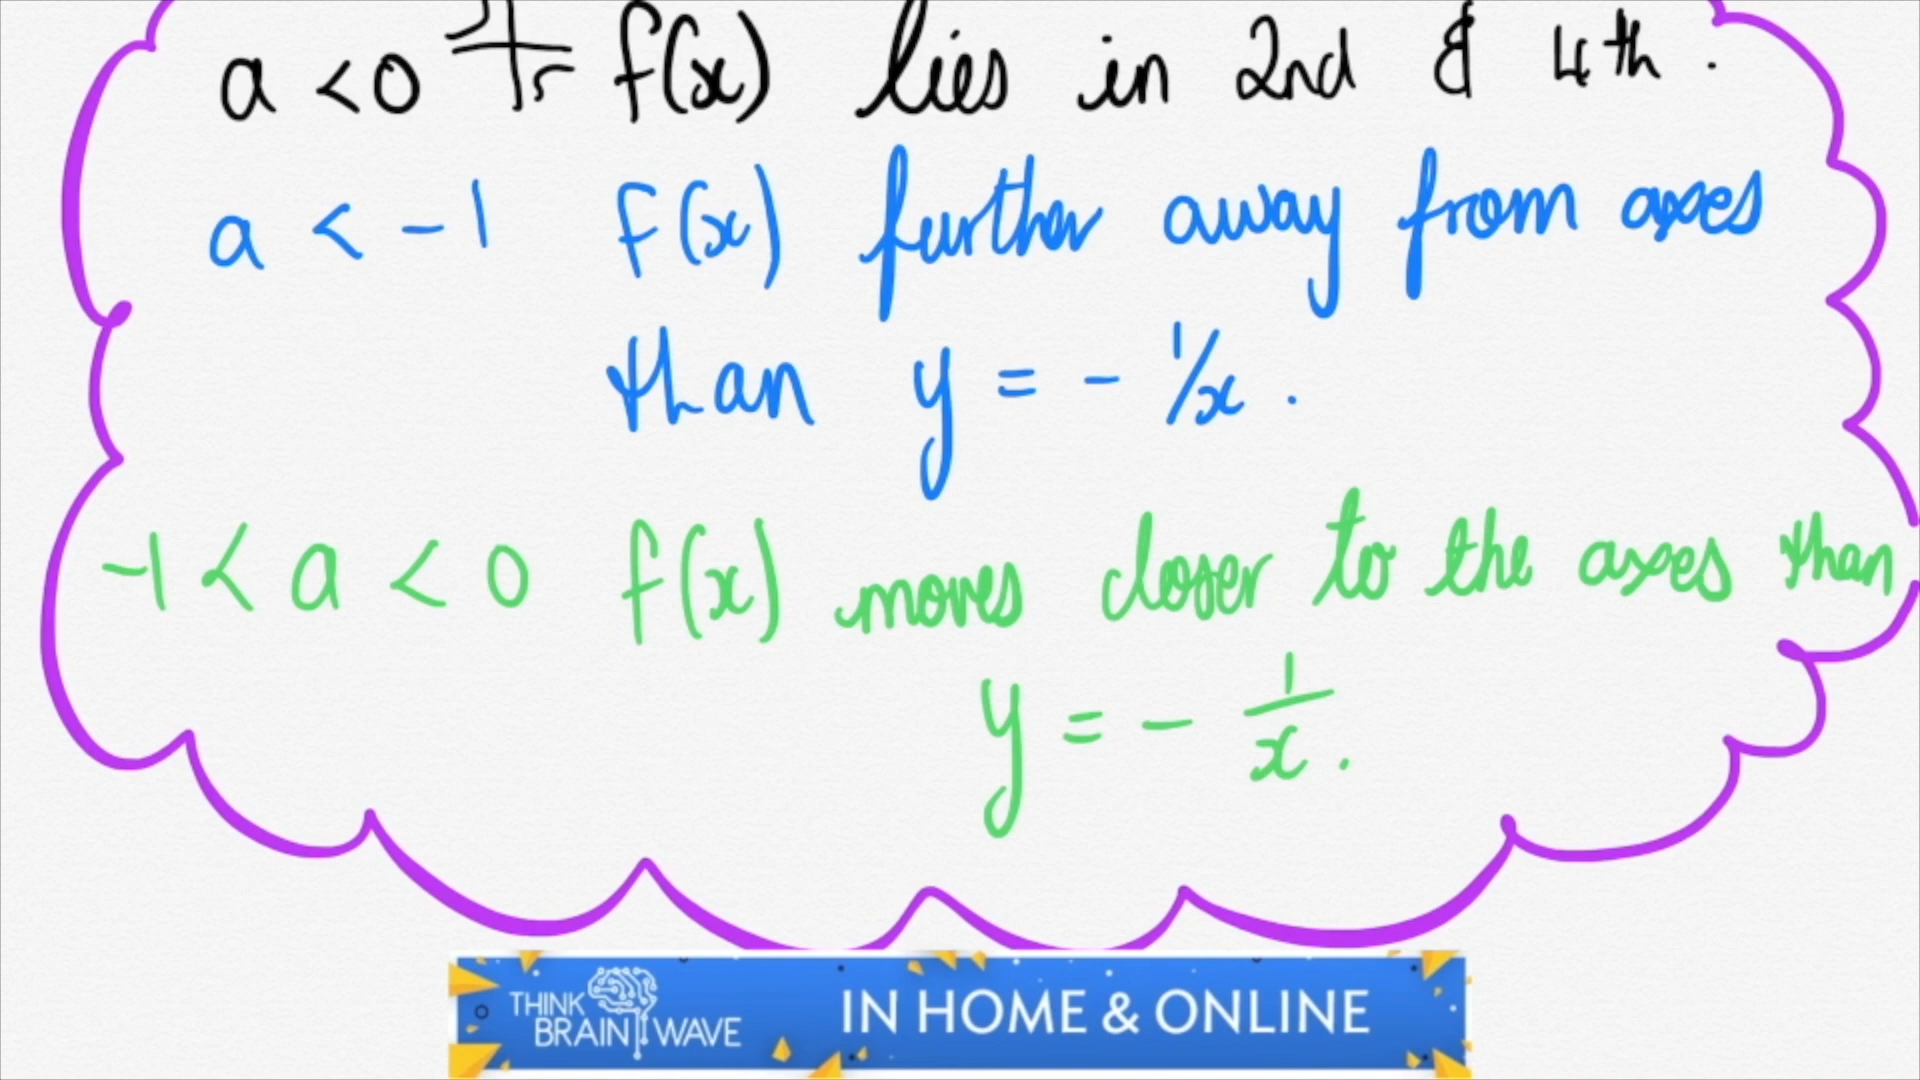 a < 0 f(x) lies in 2nd & 4th.
a < -1 f(x) further away from axes
than y = - 1/x.
-1 < a < 0 f(x) moves closer to the axes than
y = - 1/x.
THINK BRAIN WAVE IN HOME & ONLINE